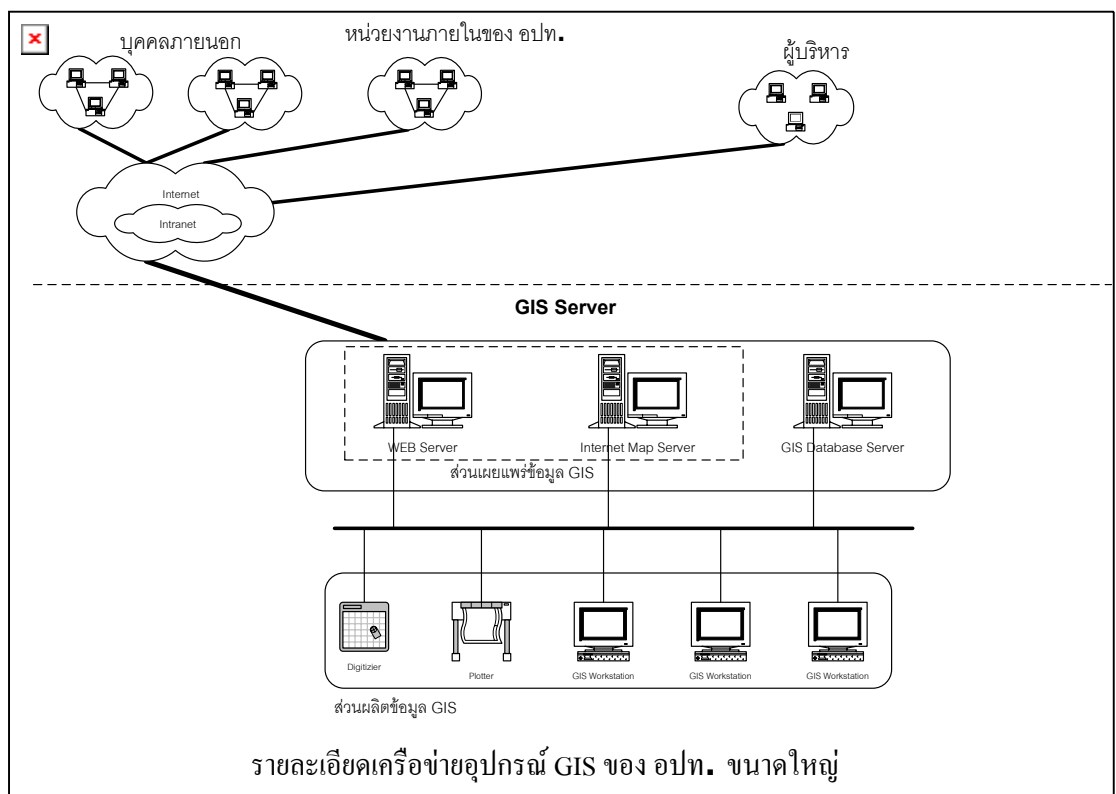 บุคคลภายนอก
หน่วยงานภายในของ อปท.
ผู้บริหาร
Internet
Intranet
GIS Server
WEB Server
Internet Map Server
GIS Database Server
ส่วนเผยแพร่ข้อมูล GIS
Digitizier
Plotter
GIS Workstation
GIS Workstation
GIS Workstation
ส่วนผลิตข้อมูล GIS
รายละเอียดเครือข่ายอุปกรณ์ GIS ของ อปท. ขนาดใหญ่